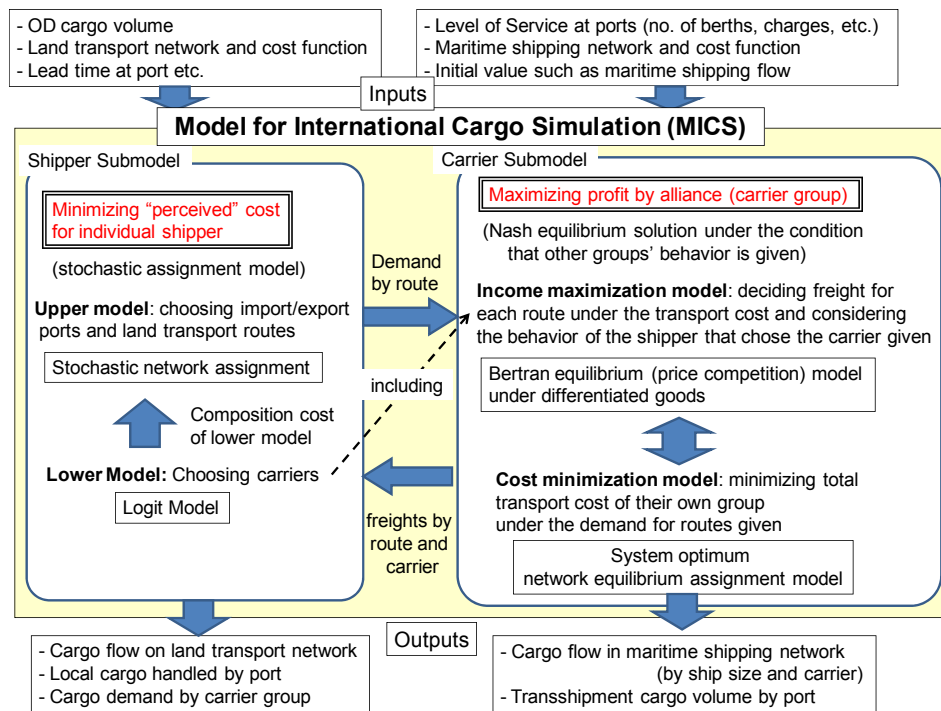 - OD cargo volume
- Land transport network and cost function
- Lead time at port etc.
- Level of Service at ports (no. of berths, charges, etc.)
- Maritime shipping network and cost function
- Initial value such as maritime shipping flow
Inputs
Model for International Cargo Simulation (MICS)
Shipper Submodel
Minimizing “perceived” cost
for individual shipper
(stochastic assignment model)
Upper model: choosing import/export
ports and land transport routes
Stochastic network assignment
Composition cost
of lower model
Lower Model: Choosing carriers
Logit Model
Demand
by route
including
freights by
route and
carrier
Carrier Submodel
Maximizing profit by alliance (carrier group)
(Nash equilibrium solution under the condition
that other groups’ behavior is given)
Income maximization model: deciding freight for
each route under the transport cost and considering
the behavior of the shipper that chose the carrier given
Bertran equilibrium (price competition) model
under differentiated goods
Cost minimization model: minimizing total
transport cost of their own group
under the demand for routes given
System optimum
network equilibrium assignment model
Outputs
- Cargo flow on land transport network
- Local cargo handled by port
- Cargo demand by carrier group
- Cargo flow in maritime shipping network
(by ship size and carrier)
- Transshipment cargo volume by port